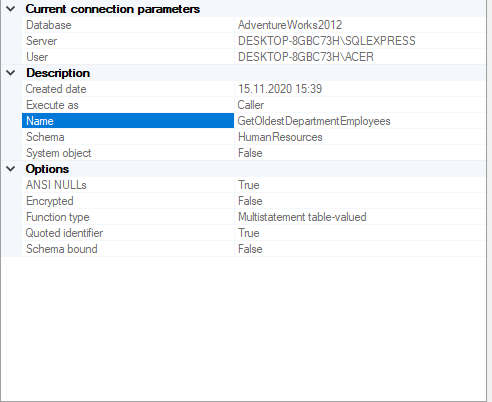 Current connection parameters
Database AdventureWorks2012
Server DESKTOP-8GBC73H\SQLEXPRESS
User DESKTOP-8GBC73H\ACER
Description
Created date 15.11.2020 15:39
Execute as Caller
Name GetOldestDepartmentEmployees
Schema HumanResources
System object False
Options
ANSI NULLs True
Encrypted False
Function type Multistatement table-valued
Quoted identifier True
Schema bound False